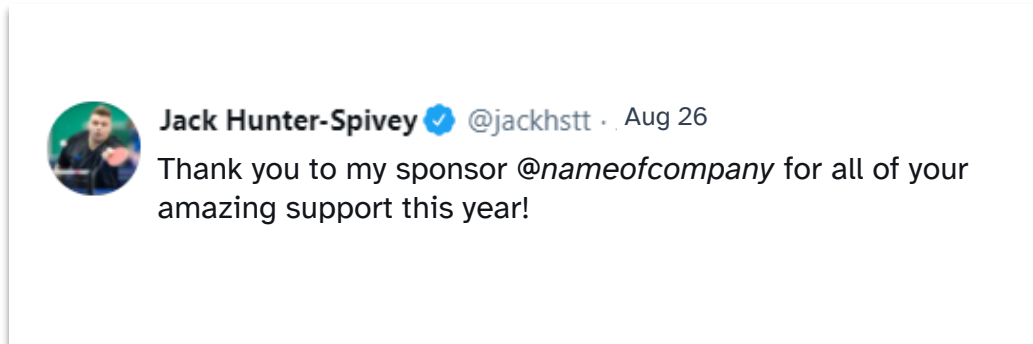 Jack Hunter-Spivey @jackhstt · Aug 26
Thank you to my sponsor @nameofcompany for all of your
amazing support this year!